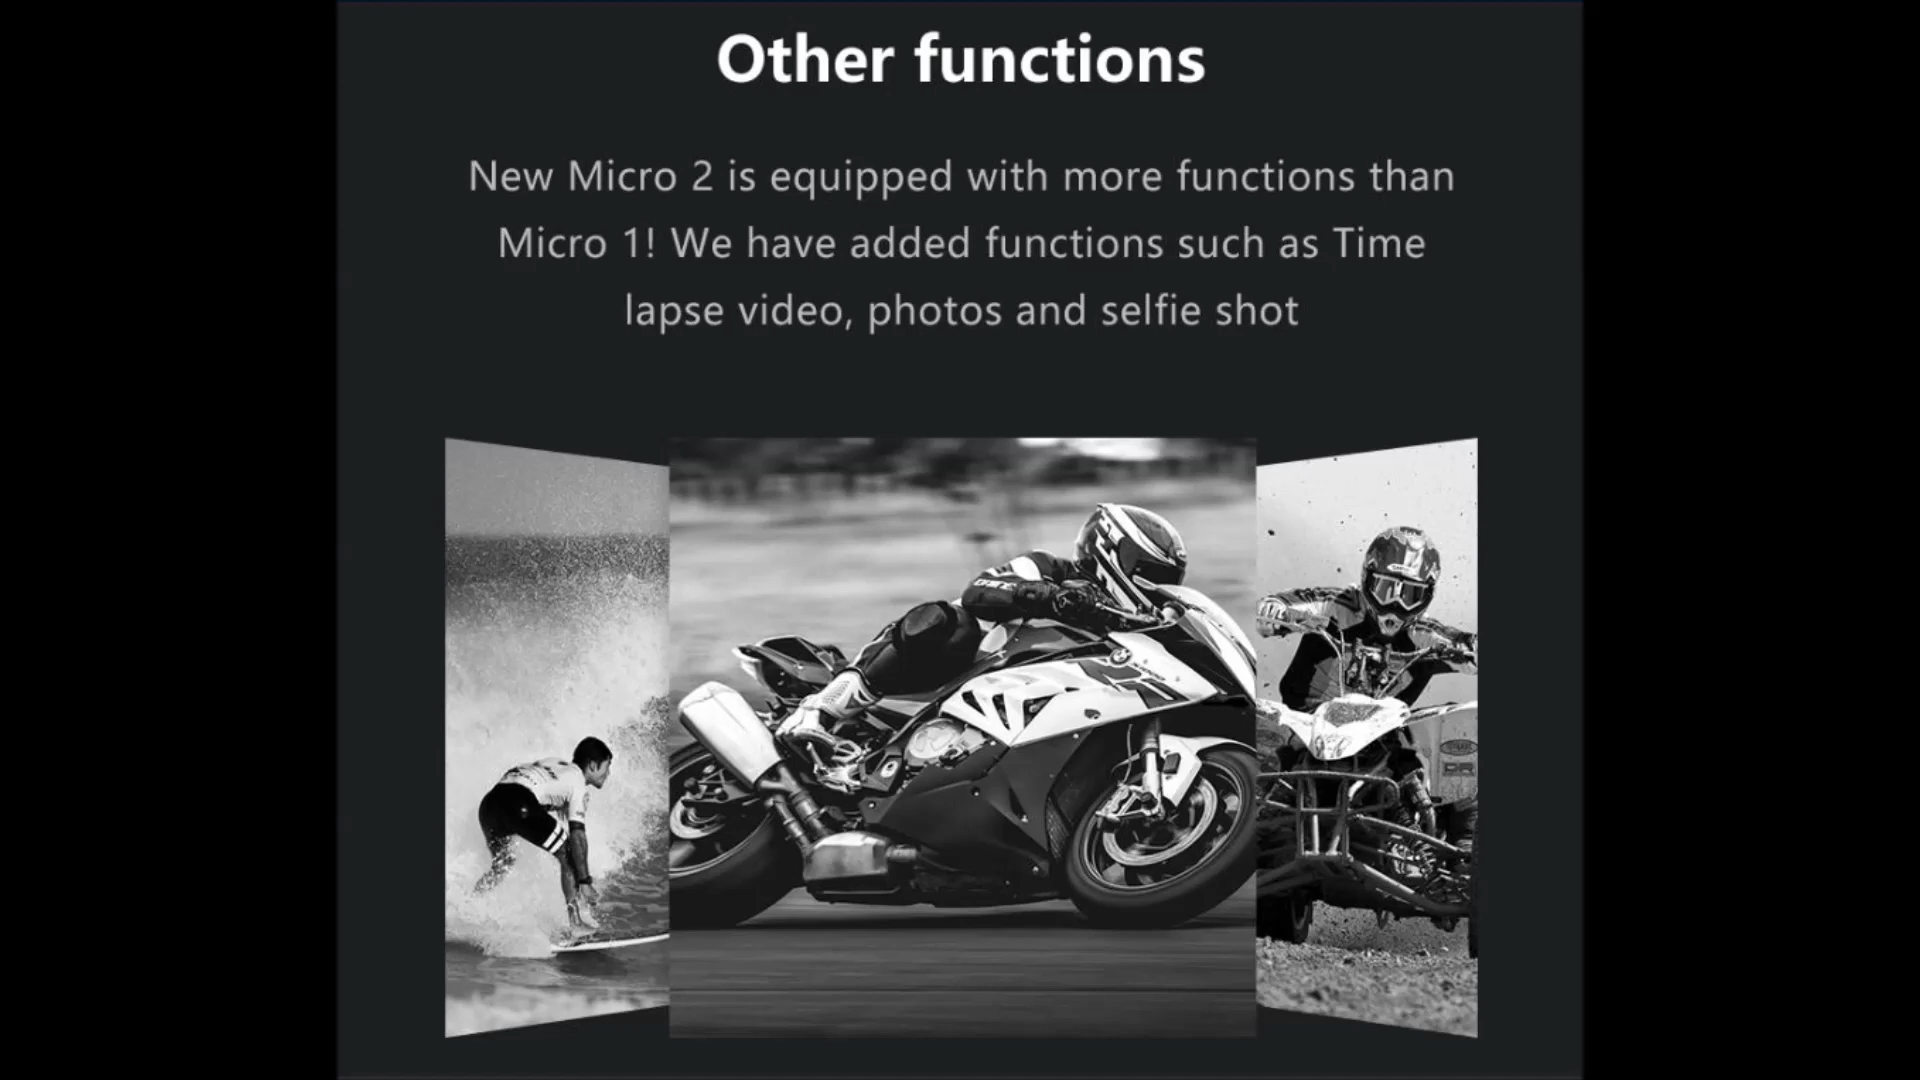 Other functions
New Micro 2 is equipped with more functions than
Micro 1! We have added functions such as Time
lapse video, photos and selfie shot